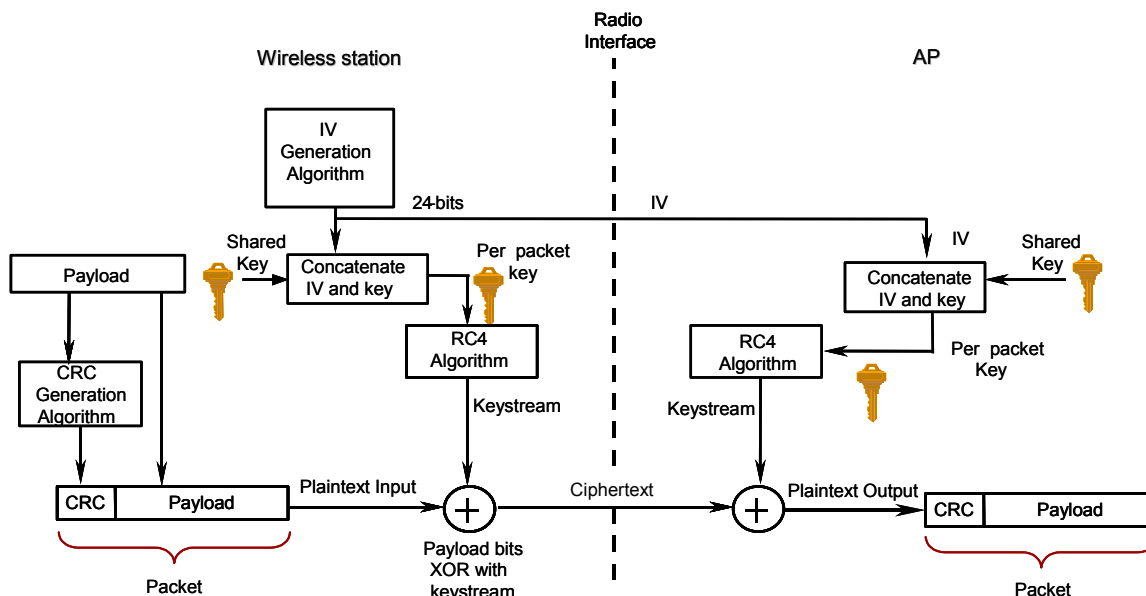 Radio
Interface
Wireless station
AP
IV
Generation
Algorithm
24-bits
IV
IV
Shared
Key
Per packet
key
Shared
Key
Payload
Concatenate
IV and key
Concatenate
IV and key
RC4
Algorithm
RC4
Algorithm
Per packet
Key
CRC
Generation
Algorithm
Keystream
Keystream
CRC
Payload
Plaintext Input
Ciphertext
Plaintext Output
CRC
Payload
Payload bits
XOR with
keystream
Packet
Packet